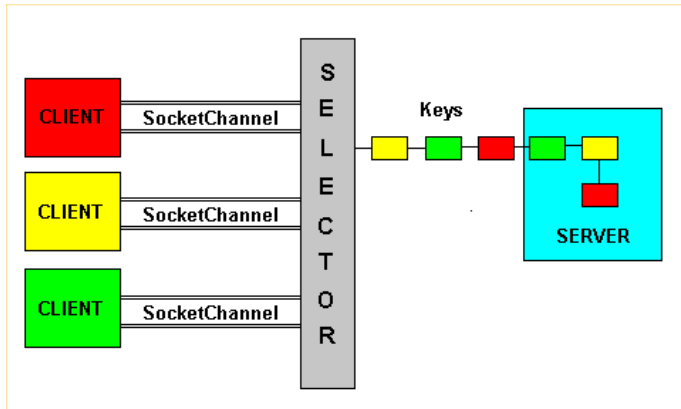 CLIENT
SocketChannel
CLIENT
SocketChannel
CLIENT
SocketChannel
SELECTOR
Keys
SERVER